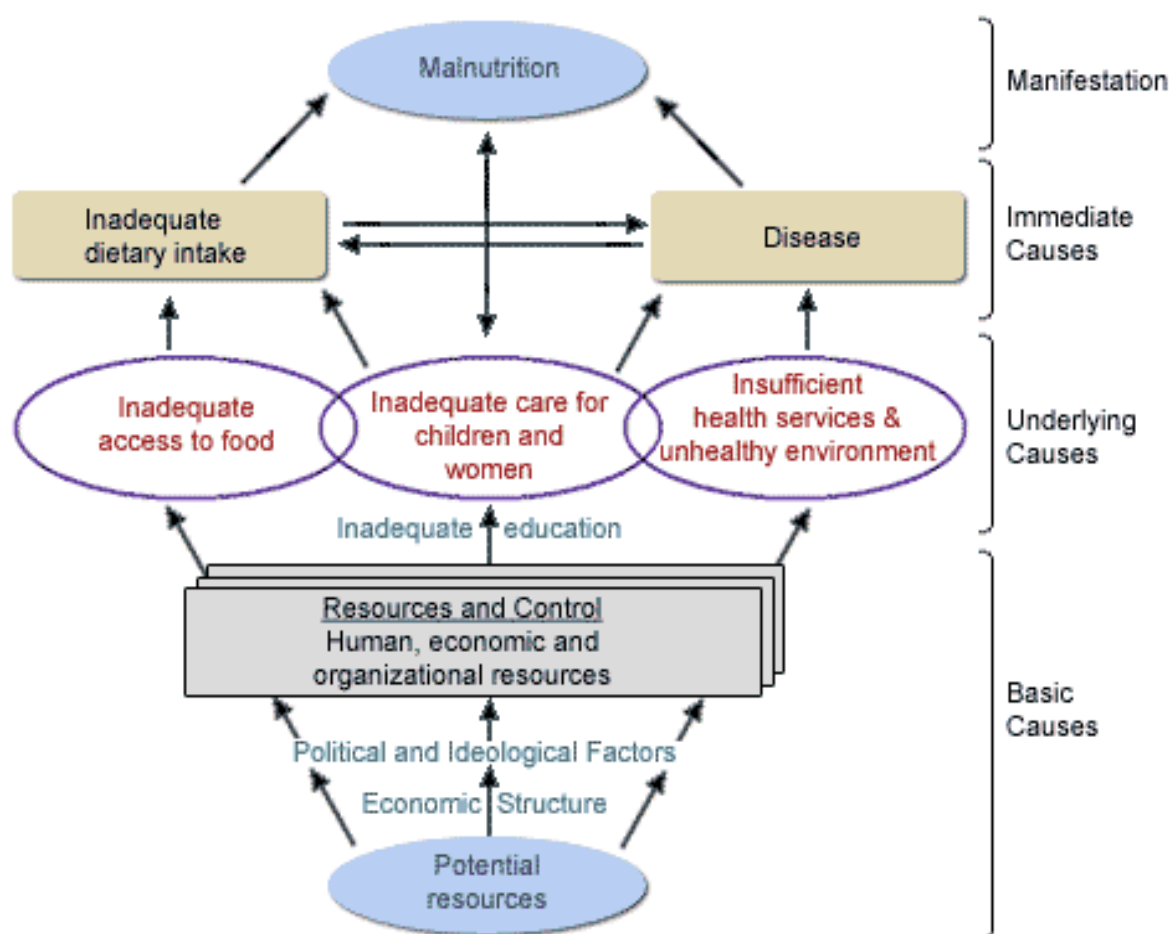 Malnutrition
Manifestation
Inadequate
dietary intake
Disease
Immediate
Causes
Inadequate
access to food
Inadequate care for
children and
women
Insufficient
health services &
unhealthy environment
Underlying
Causes
Inadequate education
Resources and Control
Human, economic and
organizational resources
Basic
Causes
Political and Ideological Factors
Economic Structure
Potential
resources